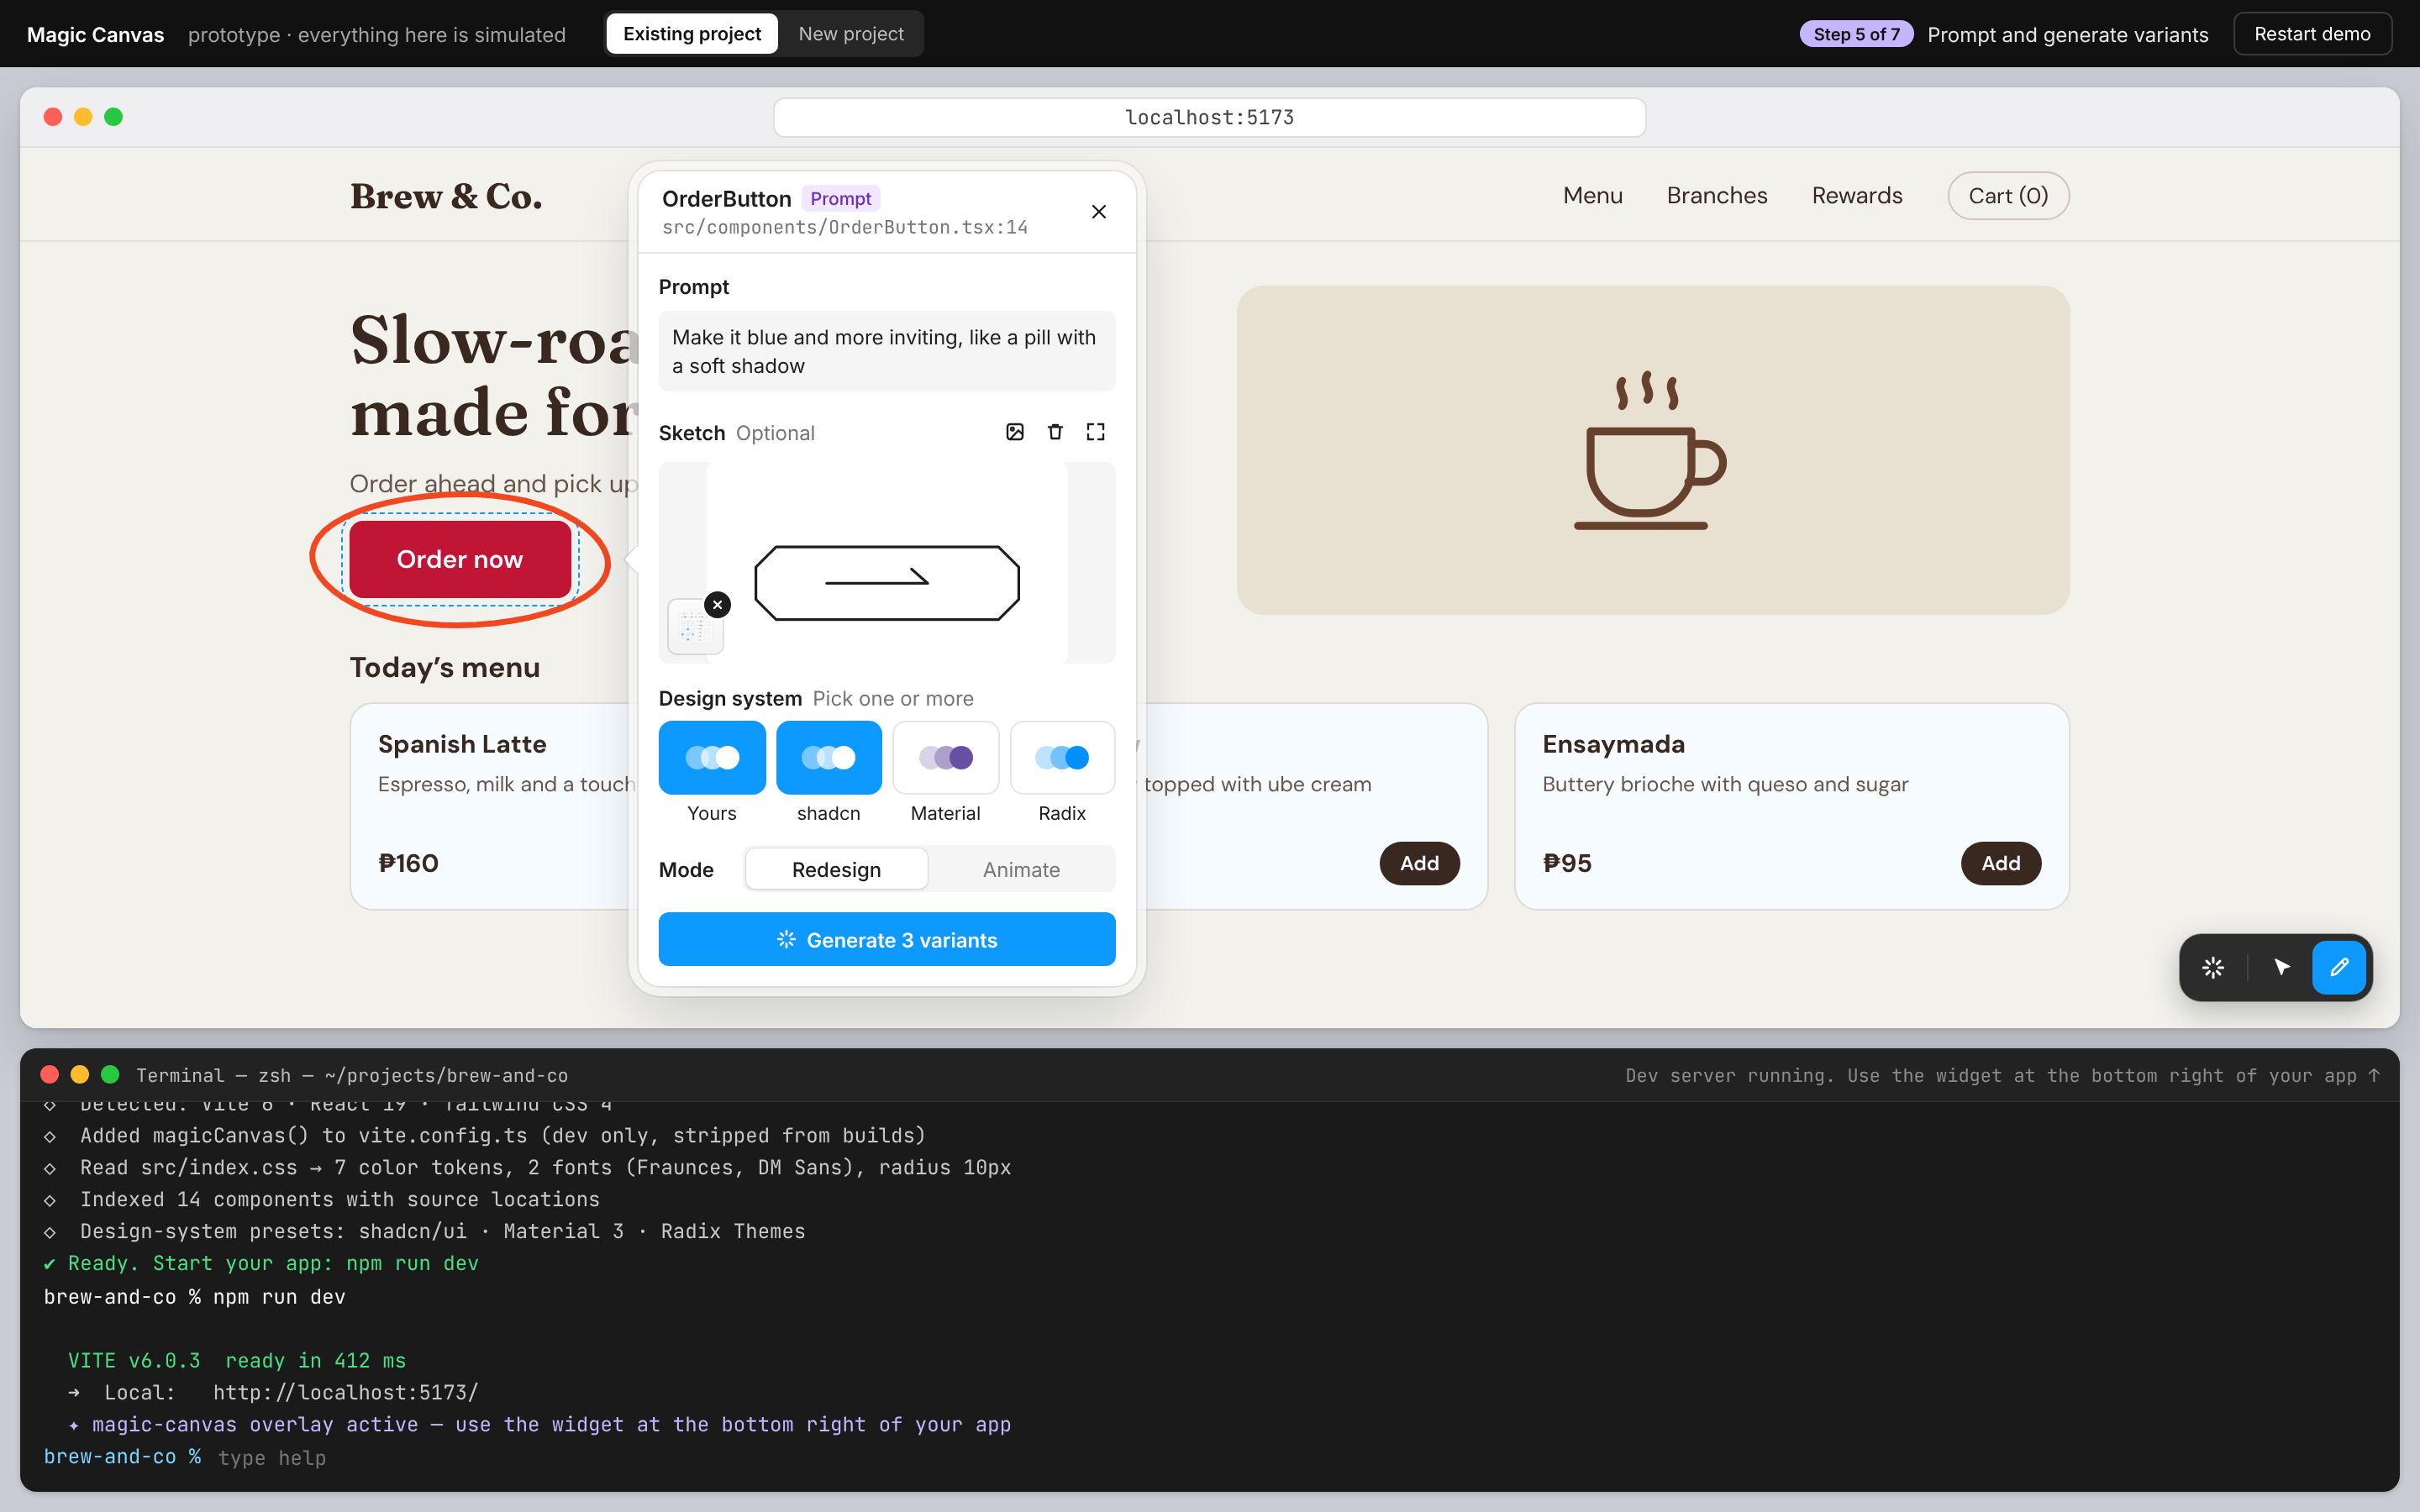 Magic Canvas prototype · everything here is simulated Existing project New project Step 5 of 7 Prompt and generate variants Restart demo
localhost:5173
Brew & Co.
Menu Branches Rewards Cart (0)
Slow-roa
made for
Order ahead and pick up
Order now
OrderButton Prompt
src/components/OrderButton.tsx:14
Prompt
Make it blue and more inviting, like a pill with
a soft shadow
Sketch Optional
Design system Pick one or more
Yours shadcn Material Radix
Mode Redesign Animate
Generate 3 variants
Today’s menu
Spanish Latte
Espresso, milk and a touch
₱160
topped with ube cream
Add
Ensaymada
Buttery brioche with queso and sugar
₱95
Add
Terminal — zsh — ~/projects/brew-and-co Dev server running. Use the widget at the bottom right of your app ↑
◇ Detected: Vite 6 · React 19 · Tailwind CSS 4
◇ Added magicCanvas() to vite.config.ts (dev only, stripped from builds)
◇ Read src/index.css → 7 color tokens, 2 fonts (Fraunces, DM Sans), radius 10px
◇ Indexed 14 components with source locations
◇ Design-system presets: shadcn/ui · Material 3 · Radix Themes
✔ Ready. Start your app: npm run dev
brew-and-co % npm run dev
VITE v6.0.3 ready in 412 ms
➜ Local: http://localhost:5173/
✦ magic-canvas overlay active — use the widget at the bottom right of your app
brew-and-co % type help